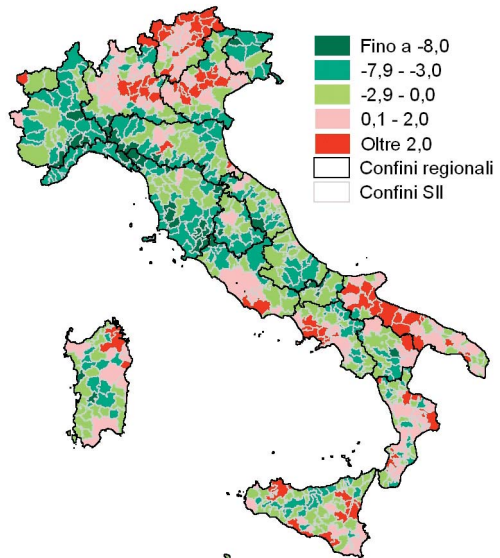 Fino a -8,0
-7,9 - -3,0
-2,9 - 0,0
0,1 - 2,0
Oltre 2,0
Confini regionali
Confini SII